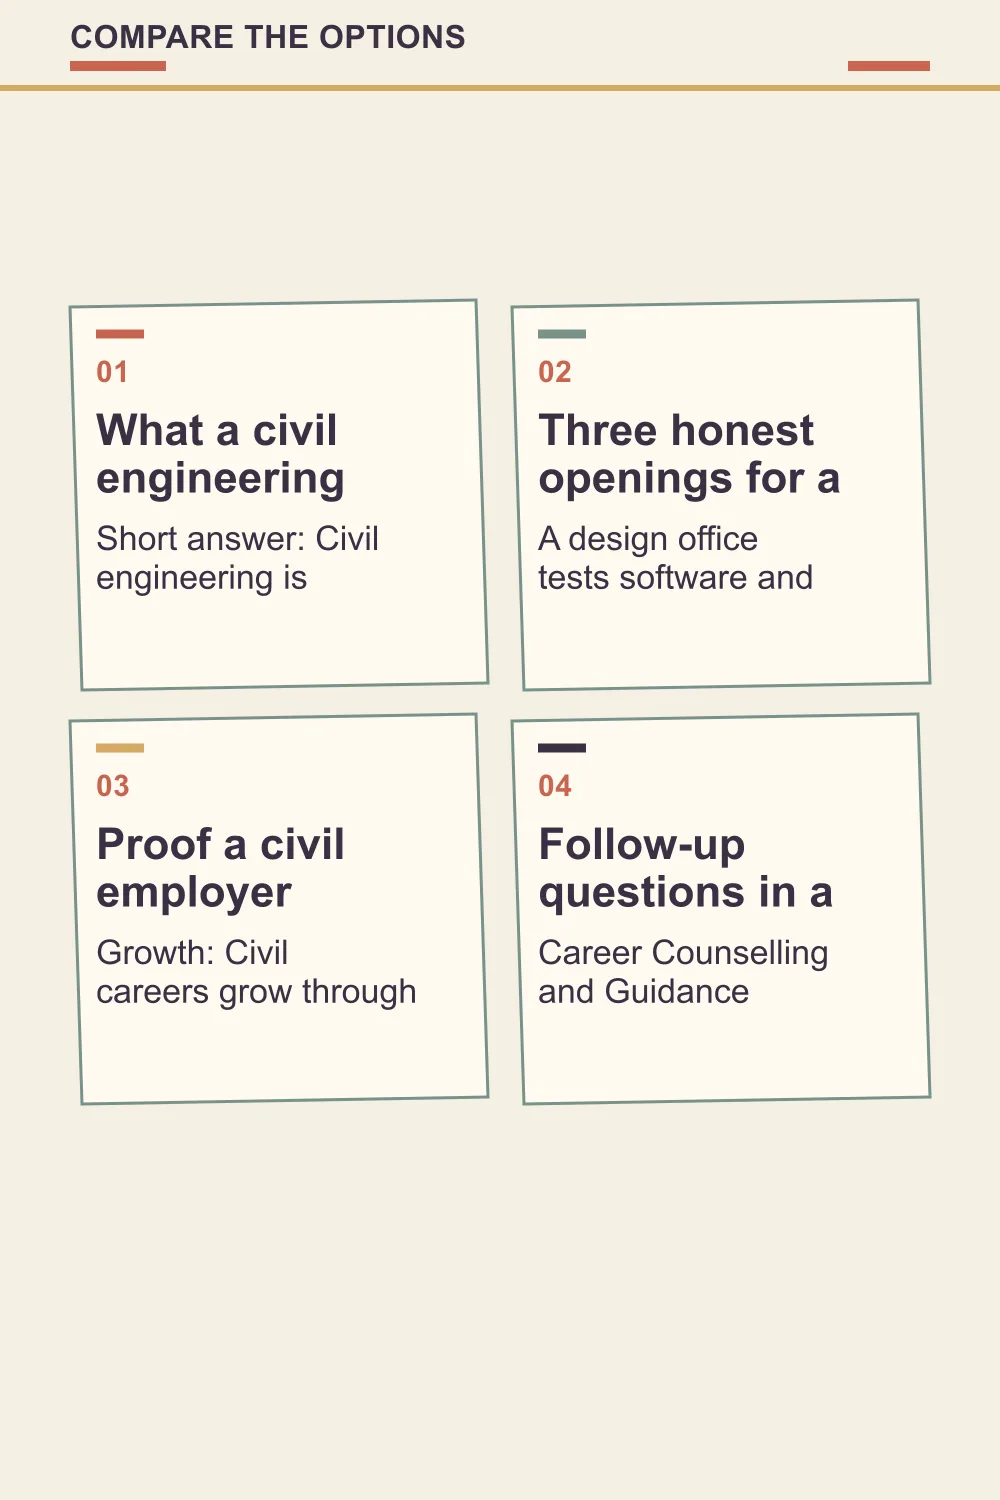 COMPARE THE OPTIONS
01
What a civil
engineering
Short answer: Civil
engineering is
02
Three honest
openings for a
A design office
tests software and
03
Proof a civil
employer
Growth: Civil
careers grow through
04
Follow-up
questions in a
Career Counselling
and Guidance